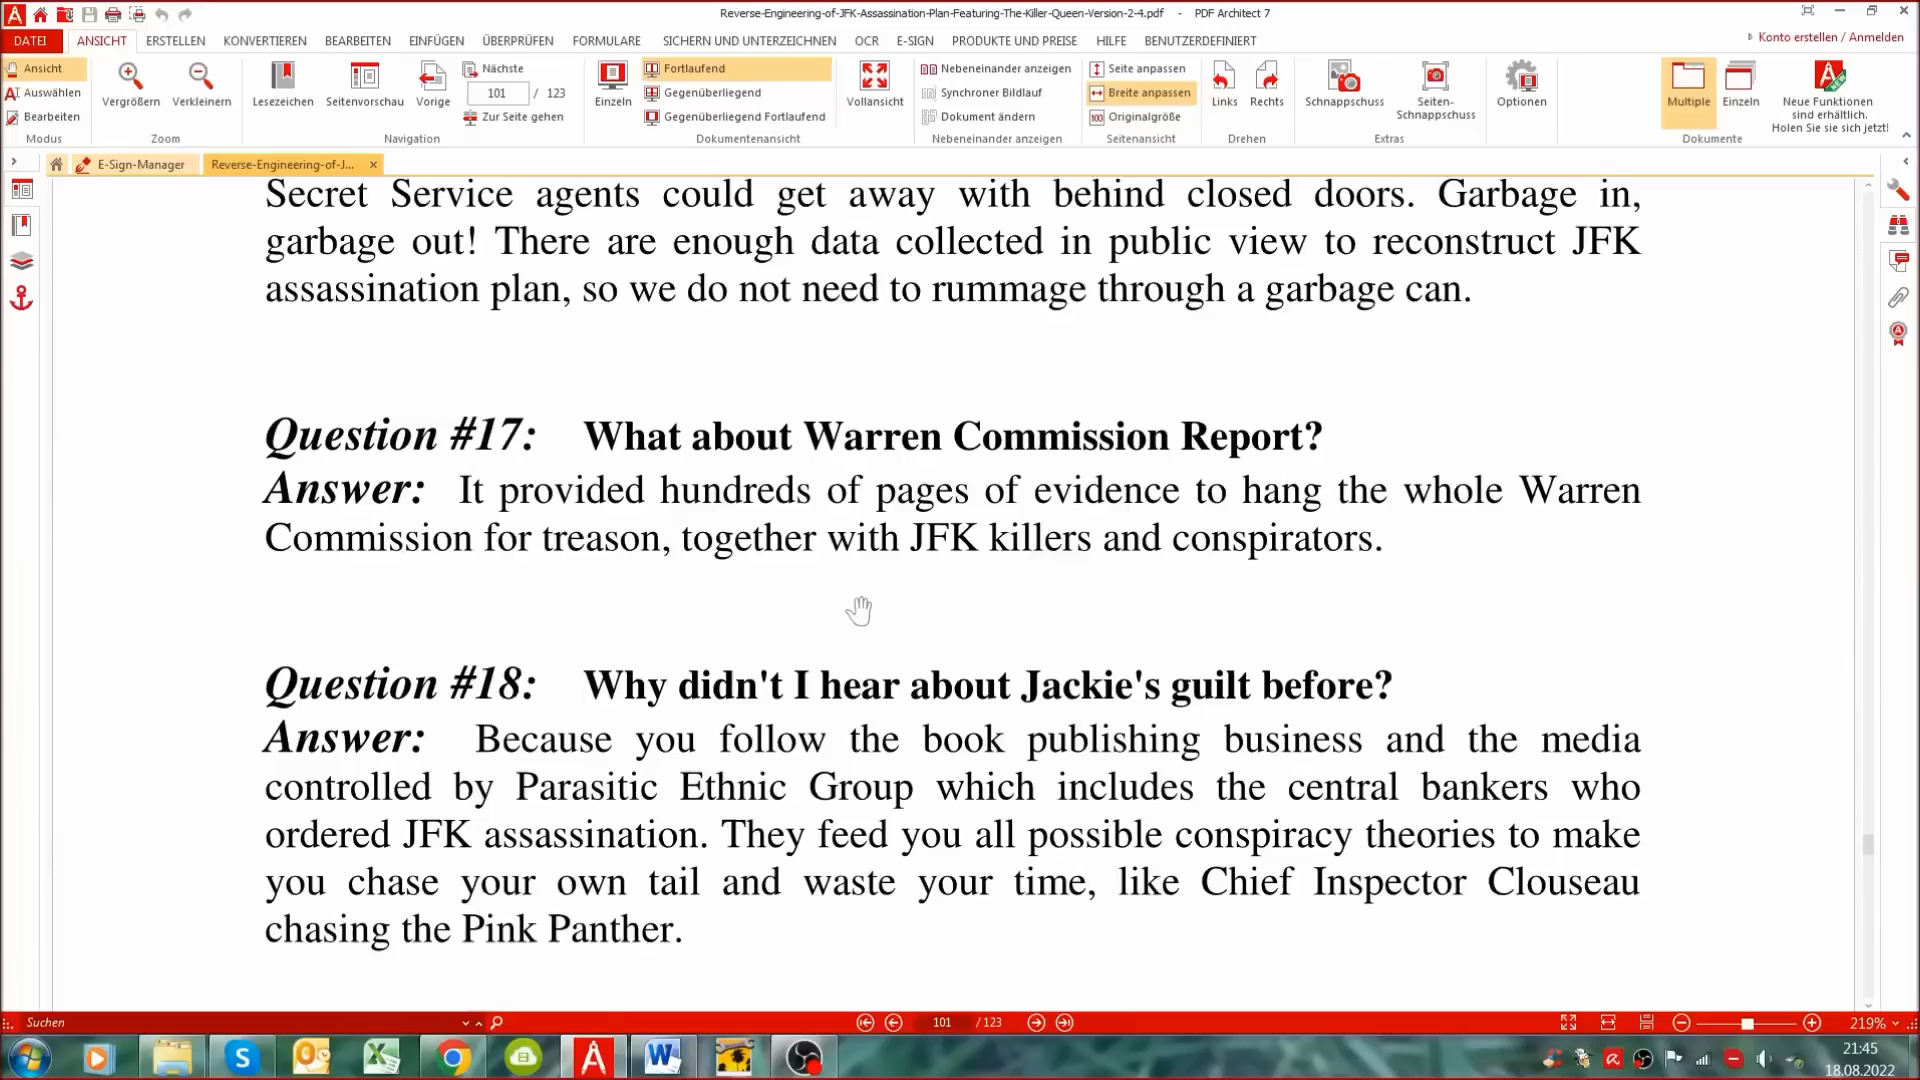 Reverse-Engineering-of-JFK-Assassination-Plan-Featuring-The-Killer-Queen-Version-2-4.pdf - PDF Architect 7
DATEI ANSICHT ERSTELLEN KONVERTIEREN BEARBEITEN EINFÜGEN ÜBERPRÜFEN FORMULARE SICHERN UND UNTERZEICHNEN OCR E-SIGN PRODUKTE UND PREISE HILFE BENUTZERDEFINIERT Konto erstellen / Anmelden
Ansicht
Auswählen
Bearbeiten
Modus
Vergrößern Verkleinern
Zoom
Lesezeichen Seitenvorschau Vorige
Nächste
101 / 123
Zur Seite gehen
Navigation
Einzeln
Fortlaufend
Gegenüberliegend
Gegenüberliegend Fortlaufend
Dokumentenansicht
Vollansicht
Nebeneinander anzeigen
Synchroner Bildlauf
Dokument ändern
Nebeneinander anzeigen
Seite anpassen
Breite anpassen
100 Originalgröße
Seitenansicht
Links Rechts
Drehen
Schnappschuss
Seiten-
Schnappschuss
Extras
Optionen
Multiple Einzeln
Dokumente
NEW
Neue Funktionen
sind erhältlich.
Holen Sie sie sich jetzt!
E-Sign-Manager Reverse-Engineering-of-J... ×
Secret Service agents could get away with behind closed doors. Garbage in,
garbage out! There are enough data collected in public view to reconstruct JFK
assassination plan, so we do not need to rummage through a garbage can.
Question #17: What about Warren Commission Report?
Answer: It provided hundreds of pages of evidence to hang the whole Warren
Commission for treason, together with JFK killers and conspirators.
Question #18: Why didn't I hear about Jackie's guilt before?
Answer: Because you follow the book publishing business and the media
controlled by Parasitic Ethnic Group which includes the central bankers who
ordered JFK assassination. They feed you all possible conspiracy theories to make
you chase your own tail and waste your time, like Chief Inspector Clouseau
chasing the Pink Panther.
Suchen 101 / 123 219%
21:45
18.08.2022